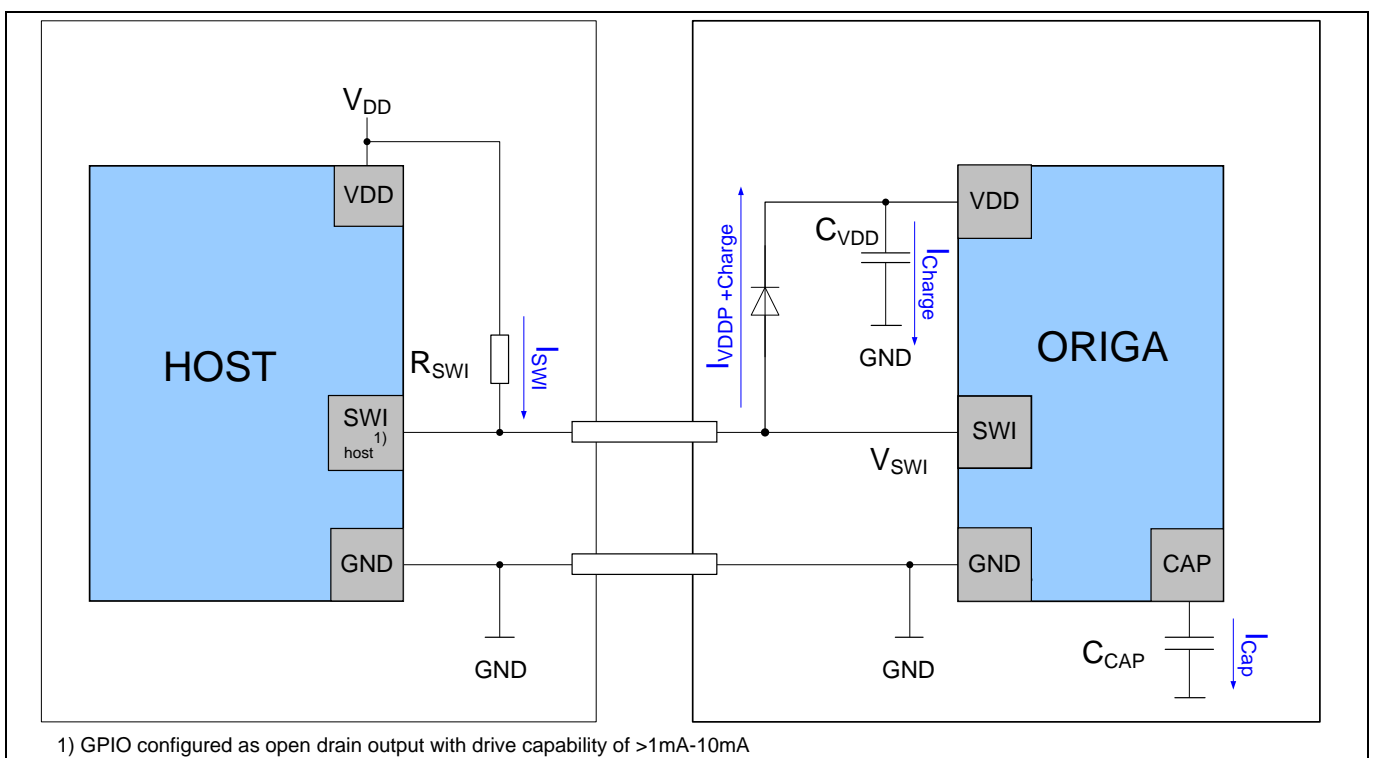 VDD
VDD
HOST
RSWI
ISWI
SWI
1)
host
GND
GND
IVDDP +Charge
CVDD
ICharge
GND
VDD
ORIGA
VSWI
SWI
GND
GND
CAP
CCAP
ICap
1) GPIO configured as open drain output with drive capability of >1mA-10mA